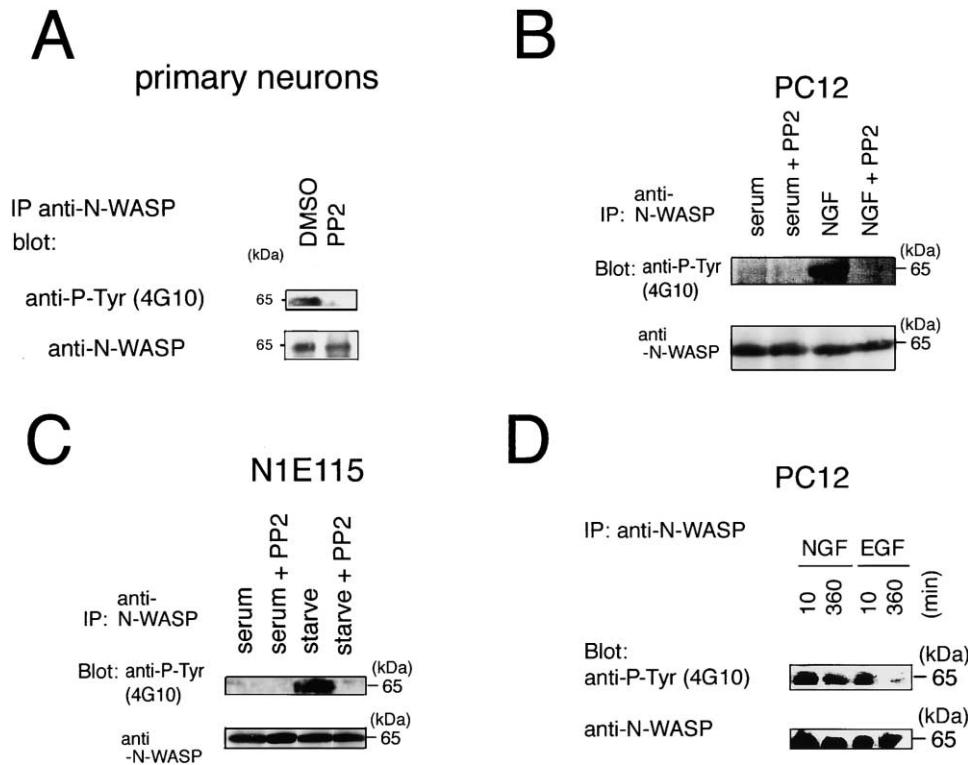 A
primary neurons
IP anti-N-WASP
blot:
DMSO
PP2
(kDa)
anti-P-Tyr (4G10)
65
anti-N-WASP
65
B
PC12
anti-
IP: N-WASP
serum
serum + PP2
NGF
NGF + PP2
(kDa)
Blot: anti-P-Tyr
(4G10)
65
(kDa)
anti
-N-WASP
65
C
N1E115
anti-
IP: N-WASP
serum
serum + PP2
starve
starve + PP2
(kDa)
Blot: anti-P-Tyr
(4G10)
65
(kDa)
anti
-N-WASP
65
D
PC12
IP: anti-N-WASP
NGF EGF
10 360 10 360 (min)
Blot:
(kDa)
anti-P-Tyr (4G10)
65
(kDa)
anti-N-WASP
65